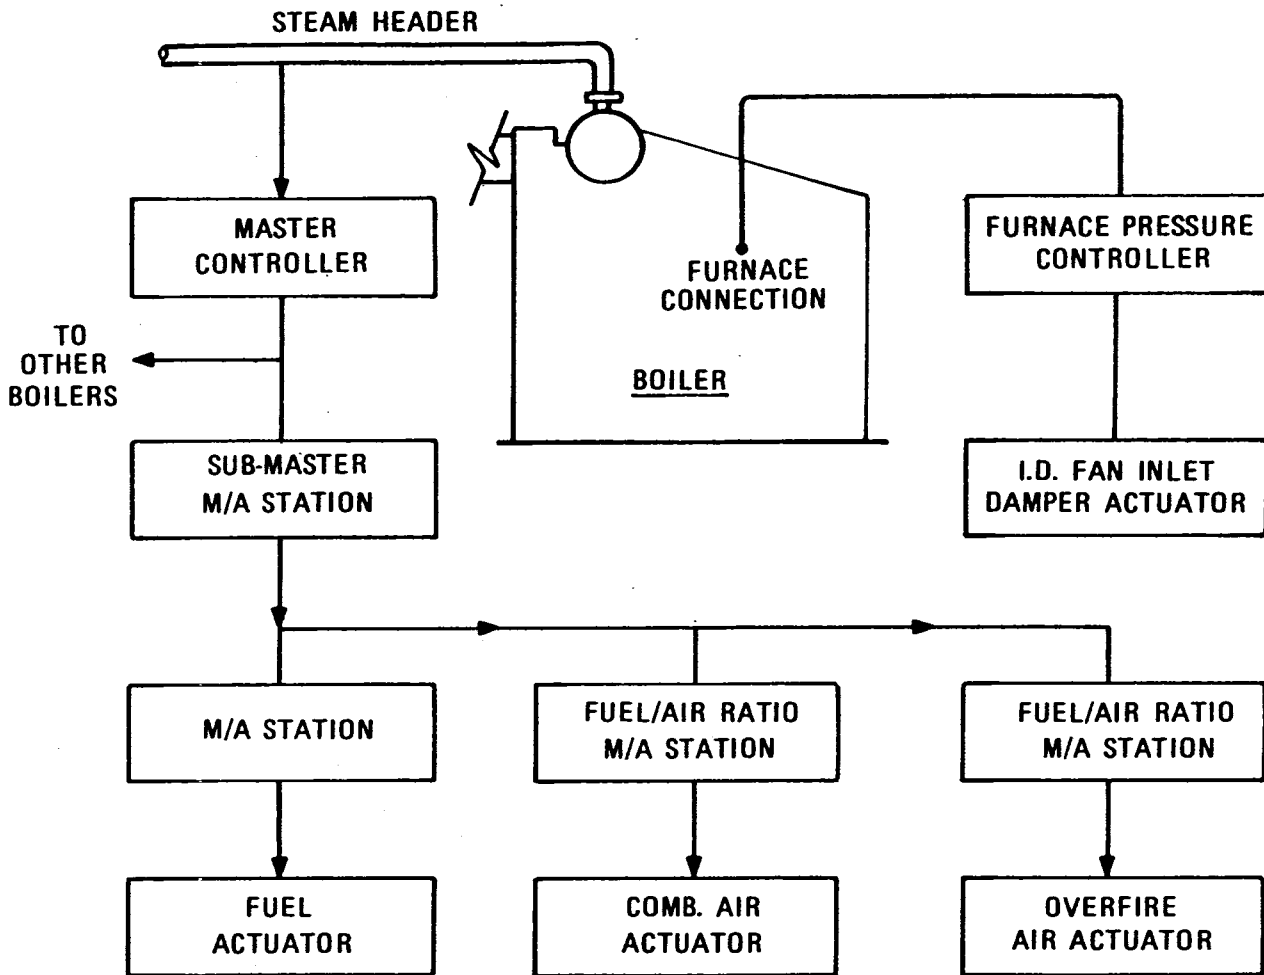 STEAM HEADER
MASTER
CONTROLLER
FURNACE PRESSURE
CONTROLLER
FURNACE
CONNECTION
TO
OTHER
BOILERS
BOILER
SUB-MASTER
M/A STATION
I.D. FAN INLET
DAMPER ACTUATOR
M/A STATION
FUEL/AIR RATIO
M/A STATION
FUEL/AIR RATIO
M/A STATION
FUEL
ACTUATOR
COMB. AIR
ACTUATOR
OVERFIRE
AIR ACTUATOR